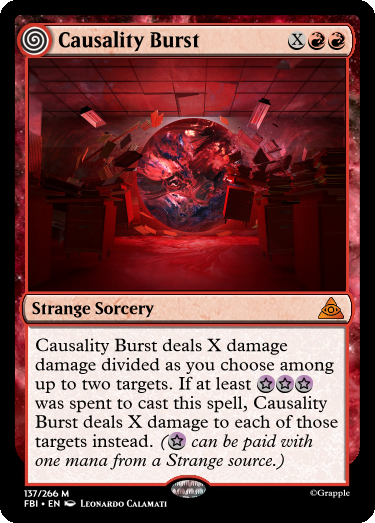 Causality Burst X
Strange Sorcery
Causality Burst deals X damage
damage divided as you choose among
up to two targets. If at least
was spent to cast this spell, Causality
Burst deals X damage to each of those
targets instead. ( can be paid with
one mana from a Strange source.)
137/266 M
FBI • EN Leonardo Calamati
©Grapple